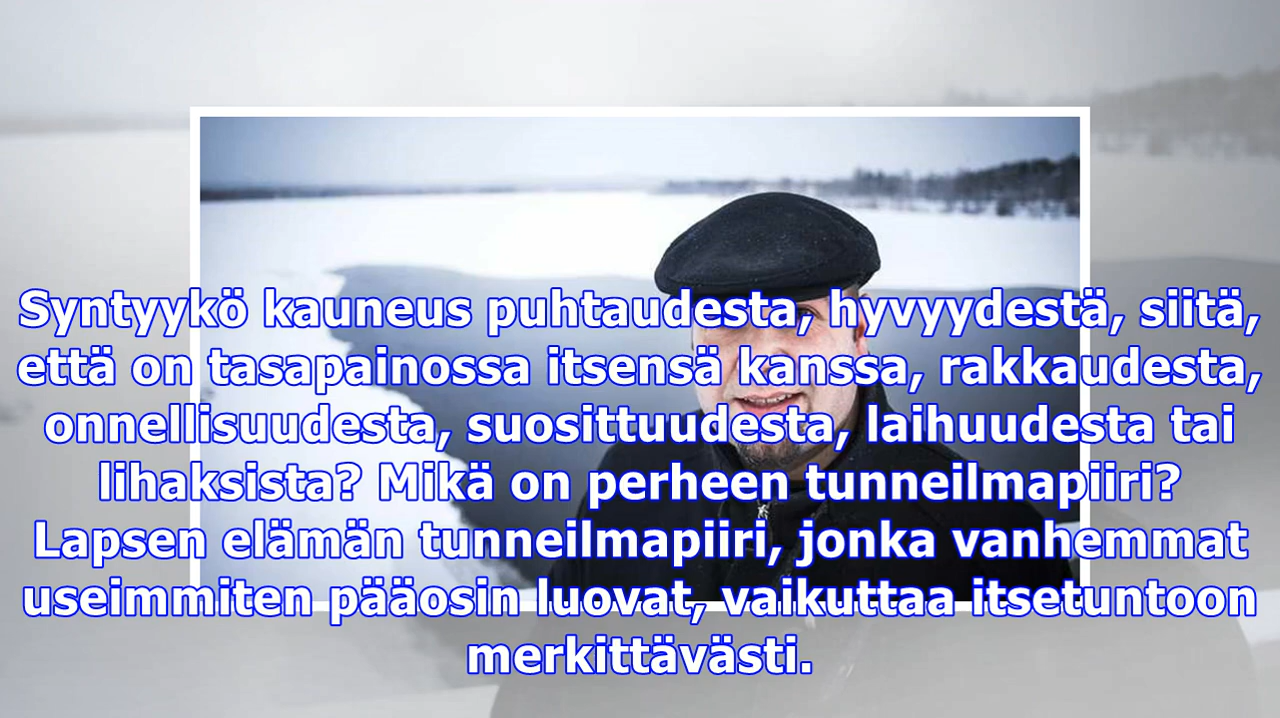 Syntyykö kauneus puhtaudesta, hyvyydestä, siitä,
että on tasapainossa itsensä kanssa, rakkaudesta,
onnellisuudesta, suosittuudesta, laihuudesta tai
lihaksista? Mikä on perheen tunneilmapiiri?
Lapsen elämän tunneilmapiiri, jonka vanhemmat
useimmiten pääosin luovat, vaikuttaa itsetuntoon
merkittävästi.